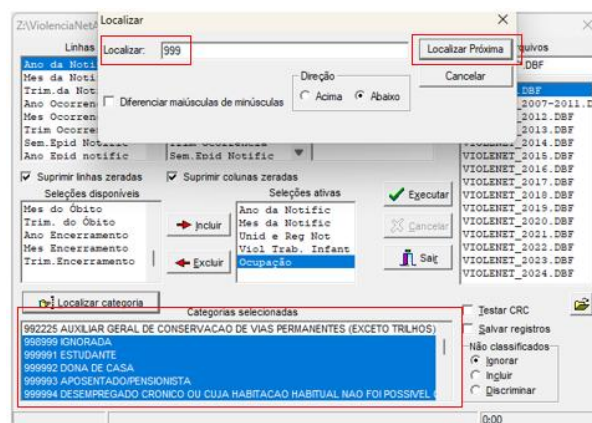 Z:\ViolenciaNetA
Localizar
Linhas
quivos
Localizar: 999
Localizar Próxima
Cancelar
Direção
Acima
Abaixo
Diferenciar maiúsculas de minúsculas
Ano da Noti
Mes da Noti
Trim.da Not
Ano Ocorren
Mes Ocorren
Trim Ocorre
Sem.Epid Not
Ano Epid notific
Sem.Epid Notific
.DBF
.DBF
2007-2011.D
2012.DBF
2013.DBF
VIOLENET_2014.DBF
VIOLENET_2015.DBF
VIOLENET_2016.DBF
VIOLENET_2017.DBF
VIOLENET_2018.DBF
VIOLENET_2019.DBF
VIOLENET_2020.DBF
VIOLENET_2021.DBF
VIOLENET_2022.DBF
VIOLENET_2023.DBF
VIOLENET_2024.DBF
Suprimir linhas zeradas
Suprimir colunas zeradas
Seleções disponíveis
Seleções ativas
Mes do Óbito
Trim. do Óbito
Ano Encerramento
Mes Encerramento
Trim.Encerramento
Incluir
Excluir
Ano da Notific
Mes da Notific
Unid e Reg Not
Viol Trab. Infant
Ocupação
Executar
Cancelar
Sair
Localizar categoria
Categorias selecionadas
992225 AUXILIAR GERAL DE CONSERVACAO DE VIAS PERMANENTES (EXCETO TRILHOS)
998999 IGNORADA
999991 ESTUDANTE
999992 DONA DE CASA
999993 APOSENTADO/PENSIONISTA
999994 DESEMPREGADO CRONICO OU CUJA HABITACAO HABITUAL NAO FOI POSSIVEL
Testar CRC
Salvar registros
Não classificados
Ignorar
Incluir
Discriminar
0:00